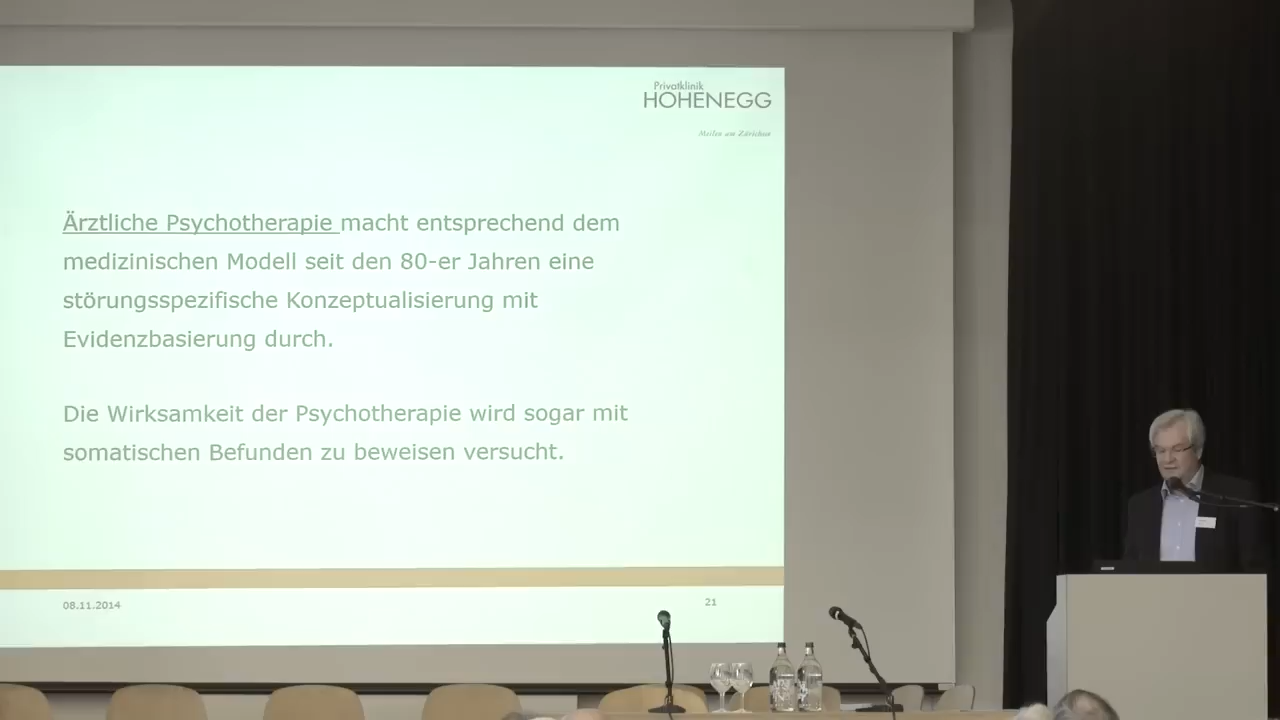 Privatklinik
HOHENEGG
Meilen am Zürichsee
Ärztliche Psychotherapie macht entsprechend dem
medizinischen Modell seit den 80-er Jahren eine
störungsspezifische Konzeptualisierung mit
Evidenzbasierung durch.
Die Wirksamkeit der Psychotherapie wird sogar mit
somatischen Befunden zu beweisen versucht.
08.11.2014
21